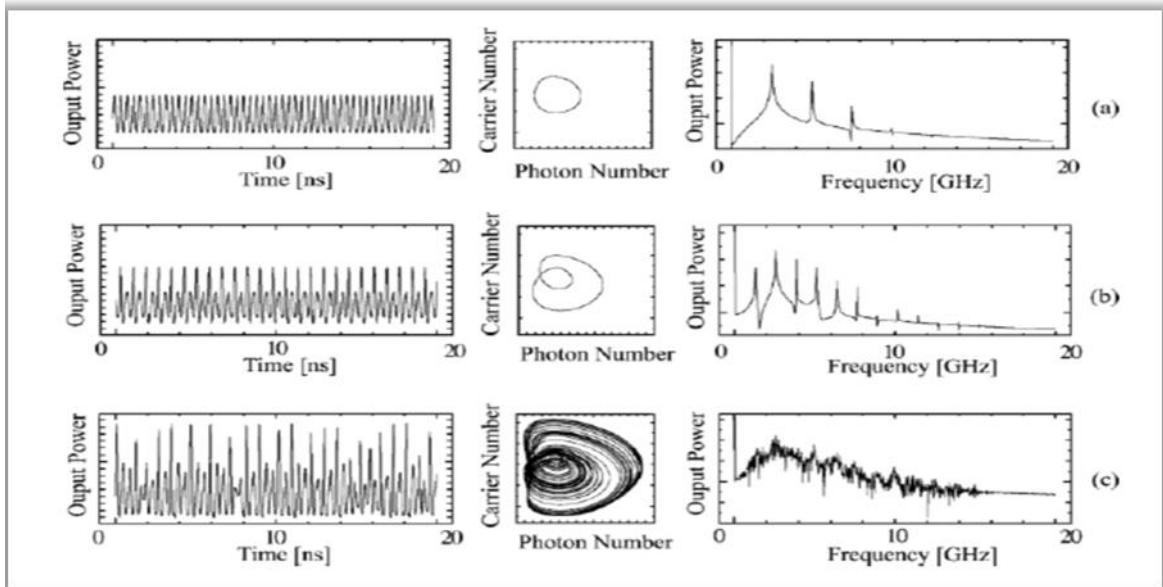 Ouput Power
0
10
20
Time [ns]
Carrier Number
Photon Number
Ouput Power
0
10
20
Frequency [GHz]
(a)
Ouput Power
0
10
20
Time [ns]
Carrier Number
Photon Number
Ouput Power
0
10
20
Frequency [GHz]
(b)
Ouput Power
0
10
20
Time [ns]
Carrier Number
Photon Number
Ouput Power
0
10
20
Frequency [GHz]
(c)